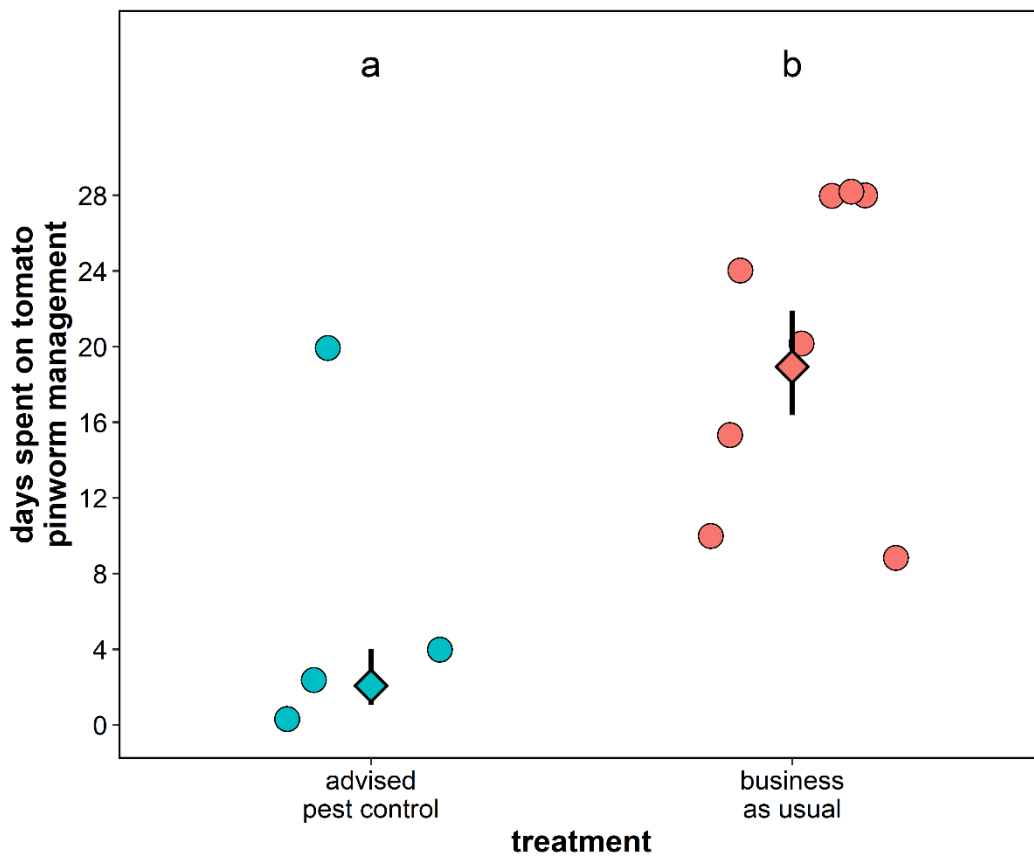 a
b
days spent on tomato
pinworm management
28
24
20
16
12
8
4
0
advised
pest control
business
as usual
treatment